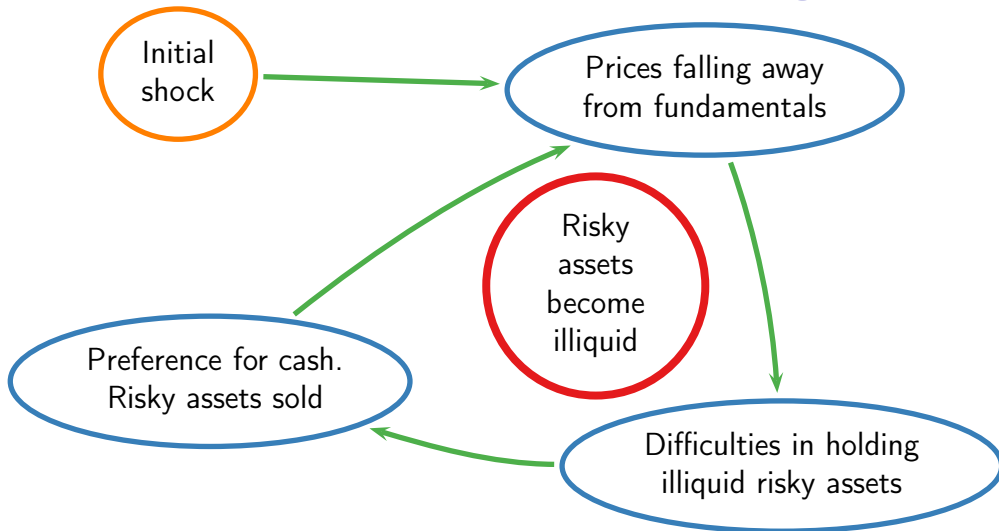 Initial
shock
Prices falling away
from fundamentals
Risky
assets
become
illiquid
Preference for cash.
Risky assets sold
Difficulties in holding
illiquid risky assets